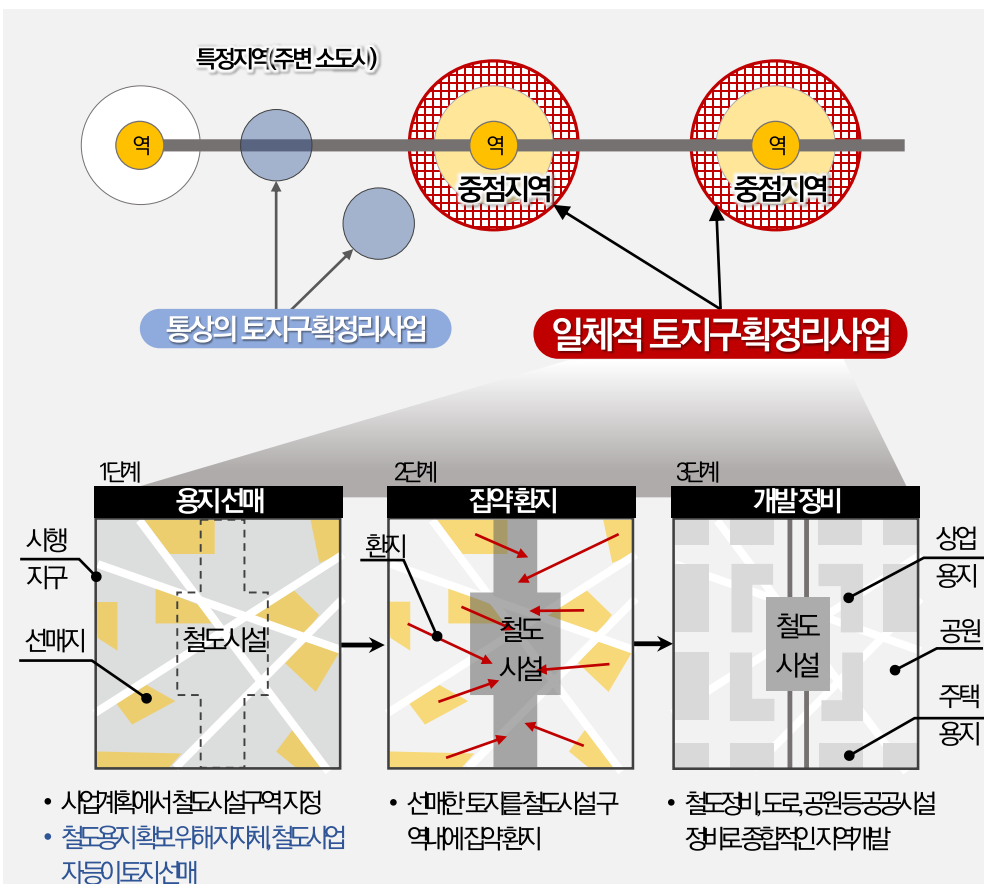 특정지역(주변 소도시)
역
역
역
중점지역
중점지역
통상의 토지구획정리사업
일체적 토지구획정리사업
1단계
용지 선매
시행
지구
선매지
철도시설
2단계
집약 환지
환지
철도
시설
3단계
개발 정비
철도
시설
상업
용지
공원
주택
용지
• 사업계획에서 철도시설구역 지정
• 철도용지 확보 위해 지자체, 철도사업
자 등이 토지 선매
• 선매한 토지를 철도시설 구
역 내에 집약 환지
• 철도정비, 도로, 공원 등 공공시설
정비로 종합적인 지역개발